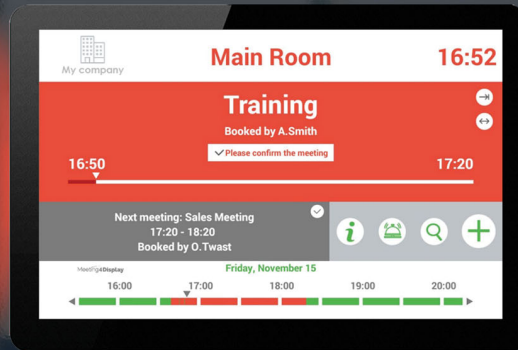 My company
Main Room
16:52
Training
Booked by A.Smith
Please confirm the meeting
16:50
17:20
Next meeting: Sales Meeting
17:20 - 18:20
Booked by O.Twast
i
MeetingRDisplay
Friday, November 15
16:00 17:00 18:00 19:00 20:00